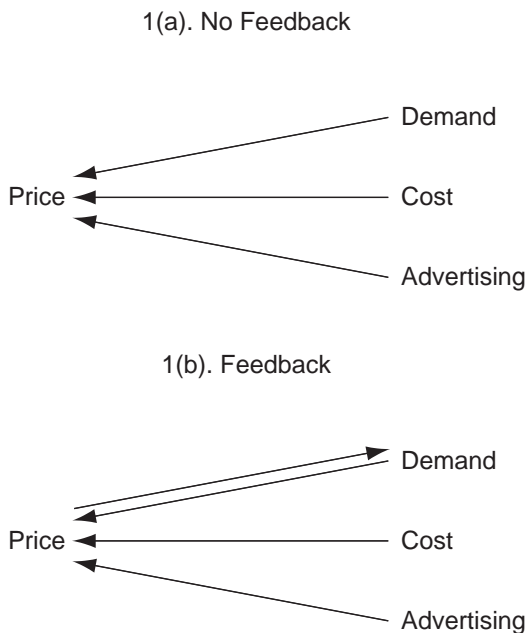 1(a). No Feedback
Demand
Price
Cost
Advertising
1(b). Feedback
Demand
Price
Cost
Advertising